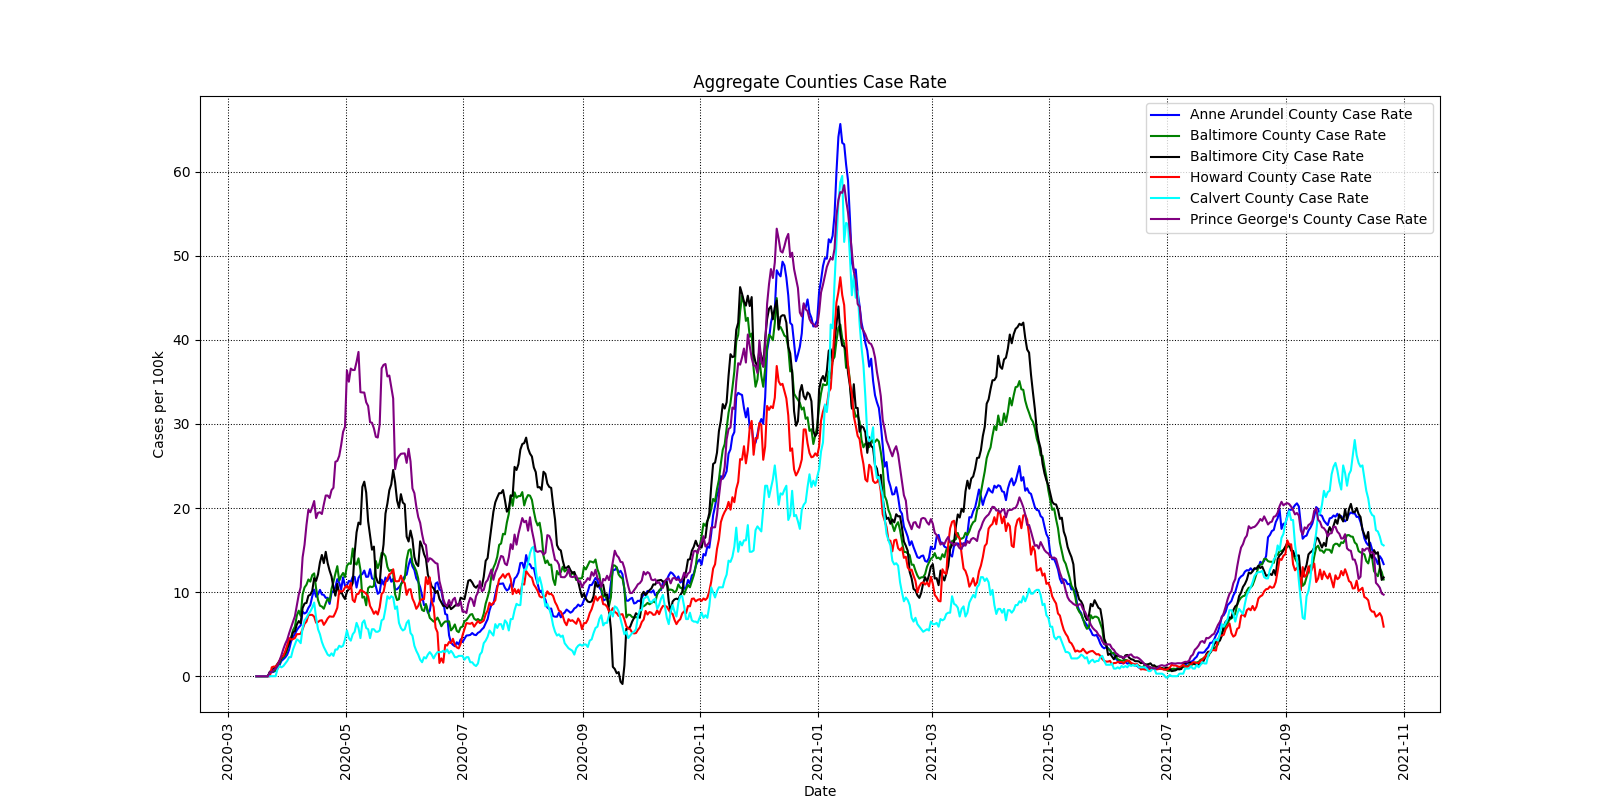 Aggregate Counties Case Rate
Anne Arundel County Case Rate
Baltimore County Case Rate
Baltimore City Case Rate
Howard County Case Rate
Calvert County Case Rate
Prince George's County Case Rate
Cases per 100k
60
50
40
30
20
10
0
2020-03
2020-05
2020-07
2020-09
2020-11
2021-01
2021-03
2021-05
2021-07
2021-09
2021-11
Date